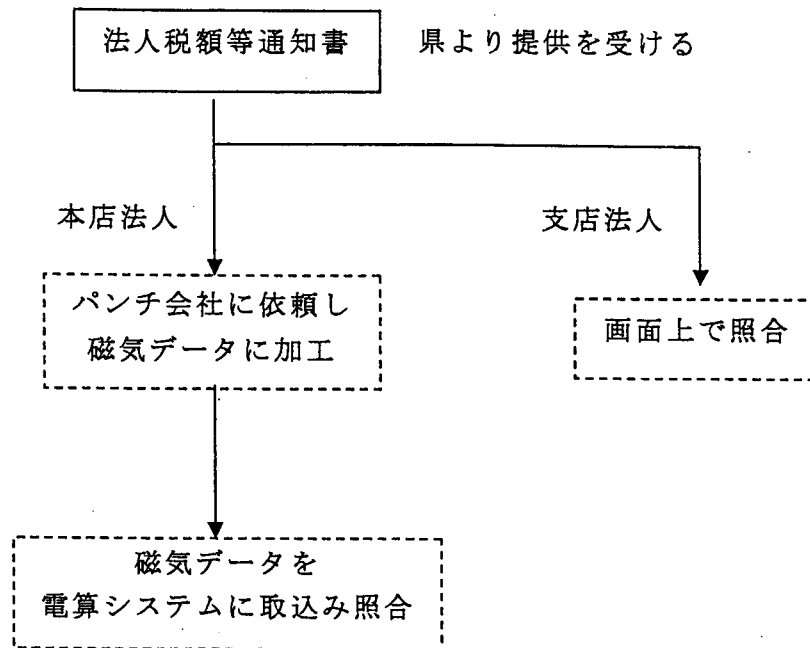 法人税額等通知書
県より提供を受ける
本店法人
支店法人
パンチ会社に依頼し
磁気データに加工
画面上で照合
磁気データを
電算システムに取込み照合